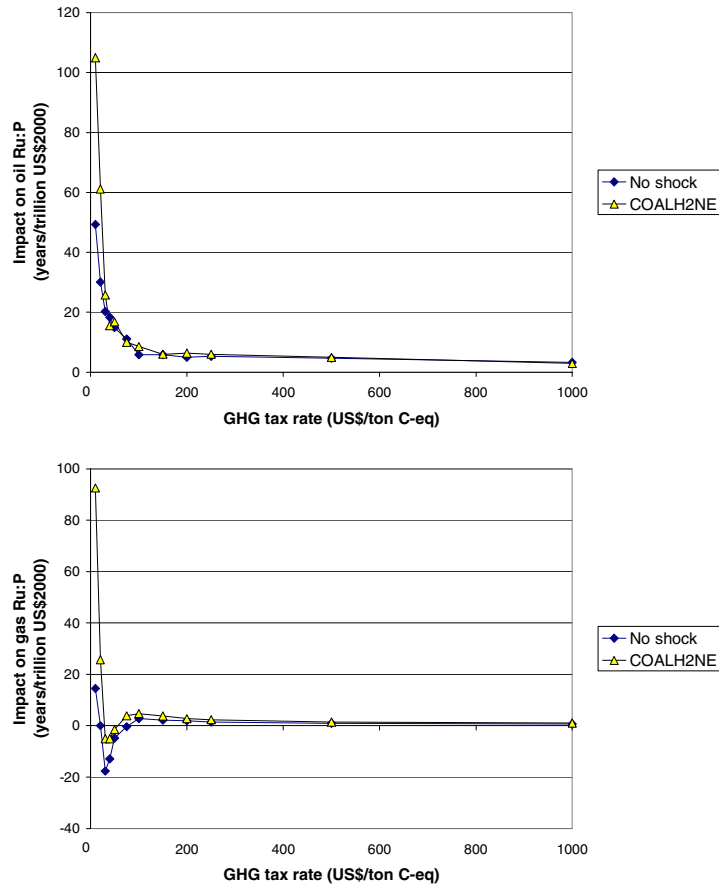 120
100
80
60
40
20
0
Impact on oil Ru:P
(years/trillion US$2000)
0 200 400 600 800 1000
GHG tax rate (US$/ton C-eq)
No shock
COALH2NE
100
80
60
40
20
0
-20
-40
Impact on gas Ru:P
(years/trillion US$2000)
0 200 400 600 800 1000
GHG tax rate (US$/ton C-eq)
No shock
COALH2NE